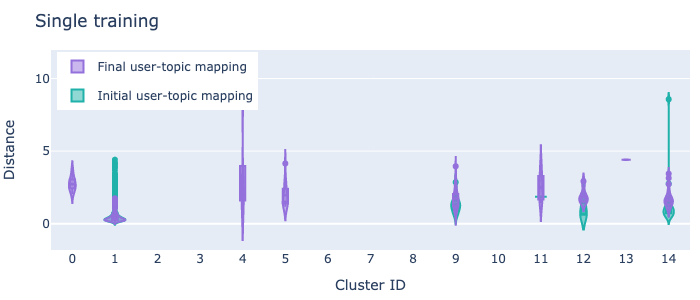 Single training
Final user-topic mapping
Initial user-topic mapping
10
5
0
Distance
0 1 2 3 4 5 6 7 8 9 10 11 12 13 14
Cluster ID